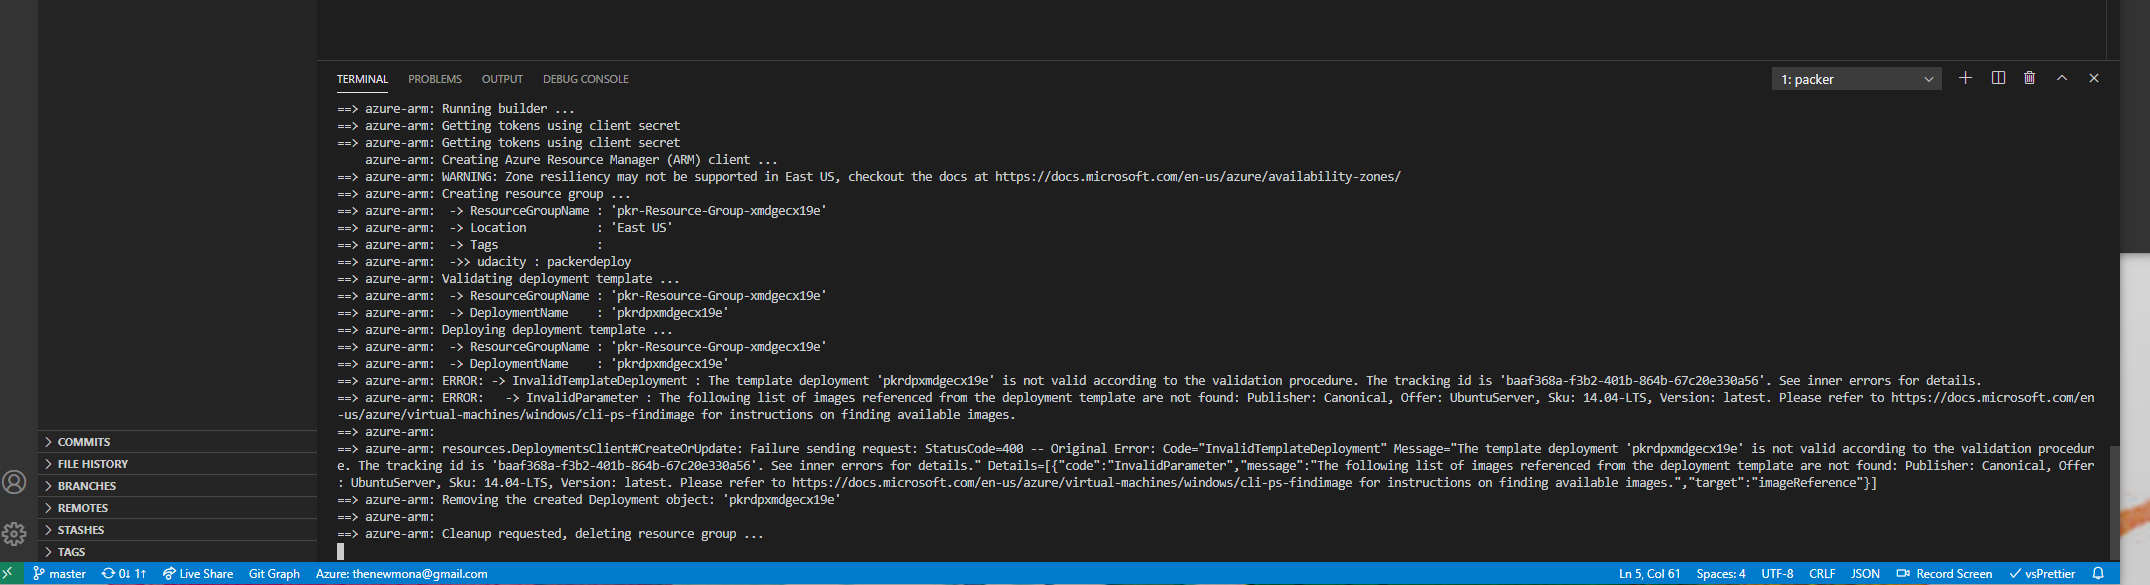 TERMINAL PROBLEMS OUTPUT DEBUG CONSOLE 1: packer
==> azure-arm: Running builder ...
==> azure-arm: Getting tokens using client secret
==> azure-arm: Getting tokens using client secret
azure-arm: Creating Azure Resource Manager (ARM) client ...
==> azure-arm: WARNING: Zone resiliency may not be supported in East US, checkout the docs at https://docs.microsoft.com/en-us/azure/availability-zones/
==> azure-arm: Creating resource group ...
==> azure-arm: -> ResourceGroupName : 'pkr-Resource-Group-xmdgecx19e'
==> azure-arm: -> Location : 'East US'
==> azure-arm: -> Tags :
==> azure-arm: ->> udacity : packerdeploy
==> azure-arm: Validating deployment template ...
==> azure-arm: -> ResourceGroupName : 'pkr-Resource-Group-xmdgecx19e'
==> azure-arm: -> DeploymentName : 'pkrdpxmdgecx19e'
==> azure-arm: Deploying deployment template ...
==> azure-arm: -> ResourceGroupName : 'pkr-Resource-Group-xmdgecx19e'
==> azure-arm: -> DeploymentName : 'pkrdpxmdgecx19e'
==> azure-arm: ERROR: -> InvalidTemplateDeployment : The template deployment 'pkrdpxmdgecx19e' is not valid according to the validation procedure. The tracking id is 'baaf368a-f3b2-401b-864b-67c20e330a56'. See inner errors for details.
==> azure-arm: ERROR: -> InvalidParameter : The following list of images referenced from the deployment template are not found: Publisher: Canonical, Offer: UbuntuServer, Sku: 14.04-LTS, Version: latest. Please refer to https://docs.microsoft.com/en
-us/azure/virtual-machines/windows/cli-ps-findimage for instructions on finding available images.
==> azure-arm:
==> azure-arm: resources.DeploymentsClient#CreateOrUpdate: Failure sending request: StatusCode=400 -- Original Error: Code="InvalidTemplateDeployment" Message="The template deployment 'pkrdpxmdgecx19e' is not valid according to the validation procedur
e. The tracking id is 'baaf368a-f3b2-401b-864b-67c20e330a56'. See inner errors for details." Details=[{"code":"InvalidParameter","message":"The following list of images referenced from the deployment template are not found: Publisher: Canonical, Offer
: UbuntuServer, Sku: 14.04-LTS, Version: latest. Please refer to https://docs.microsoft.com/en-us/azure/virtual-machines/windows/cli-ps-findimage for instructions on finding available images.","target":"imageReference"}]
==> azure-arm: Removing the created Deployment object: 'pkrdpxmdgecx19e'
==> azure-arm:
==> azure-arm: Cleanup requested, deleting resource group ...
COMMITS
FILE HISTORY
BRANCHES
REMOTES
STASHES
TAGS
master 0↓ 1↑ Live Share Git Graph Azure: thenewmona@gmail.com Ln 5, Col 61 Spaces: 4 UTF-8 CRLF JSON Record Screen vsPrettier